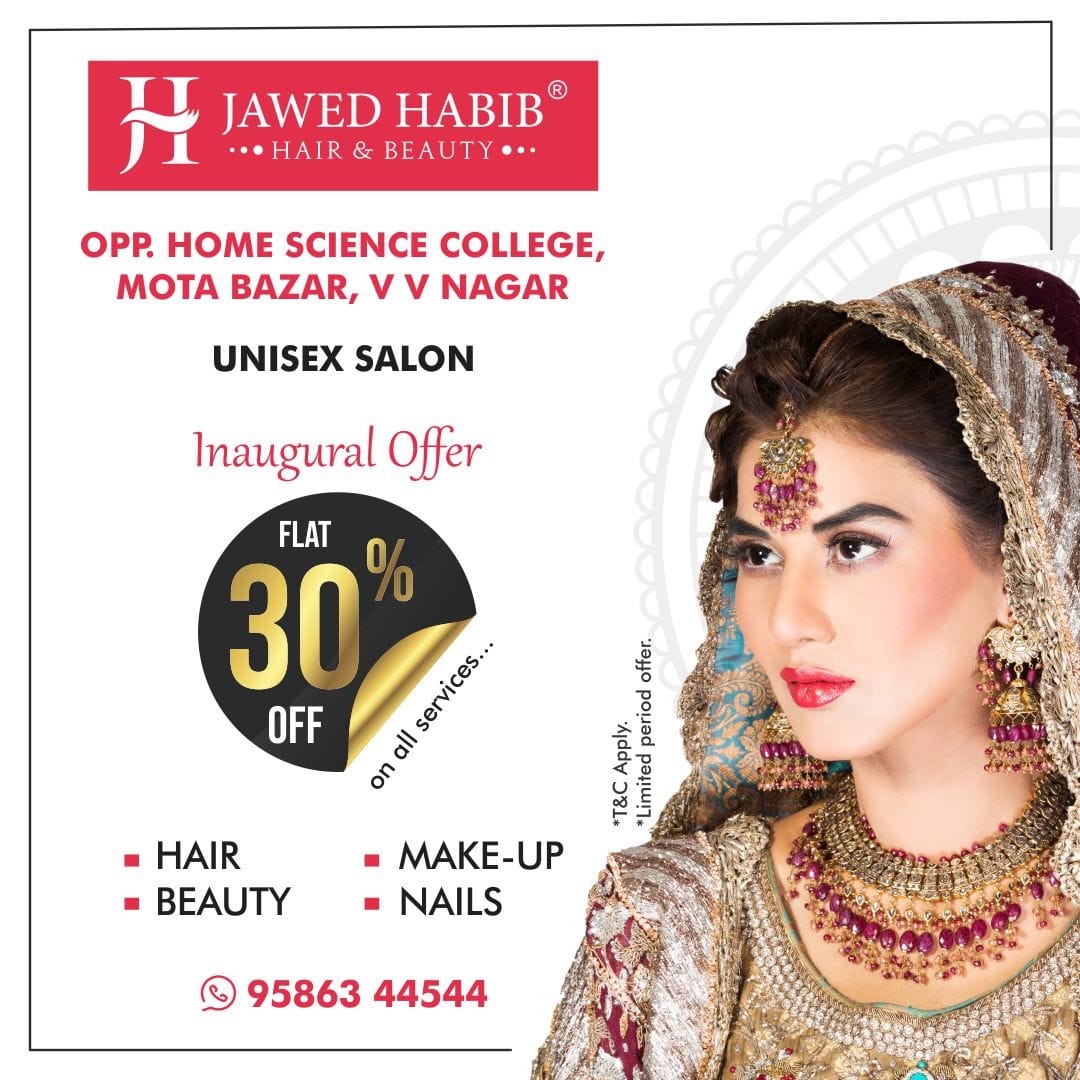 JAWED HABIB®
HAIR & BEAUTY
OPP. HOME SCIENCE COLLEGE,
MOTA BAZAR, V V NAGAR
UNISEX SALON
Inaugural Offer
FLAT
30%
OFF
on all services...
*T&C Apply.
*Limited period offer.
HAIR
BEAUTY
MAKE-UP
NAILS
95863 44544